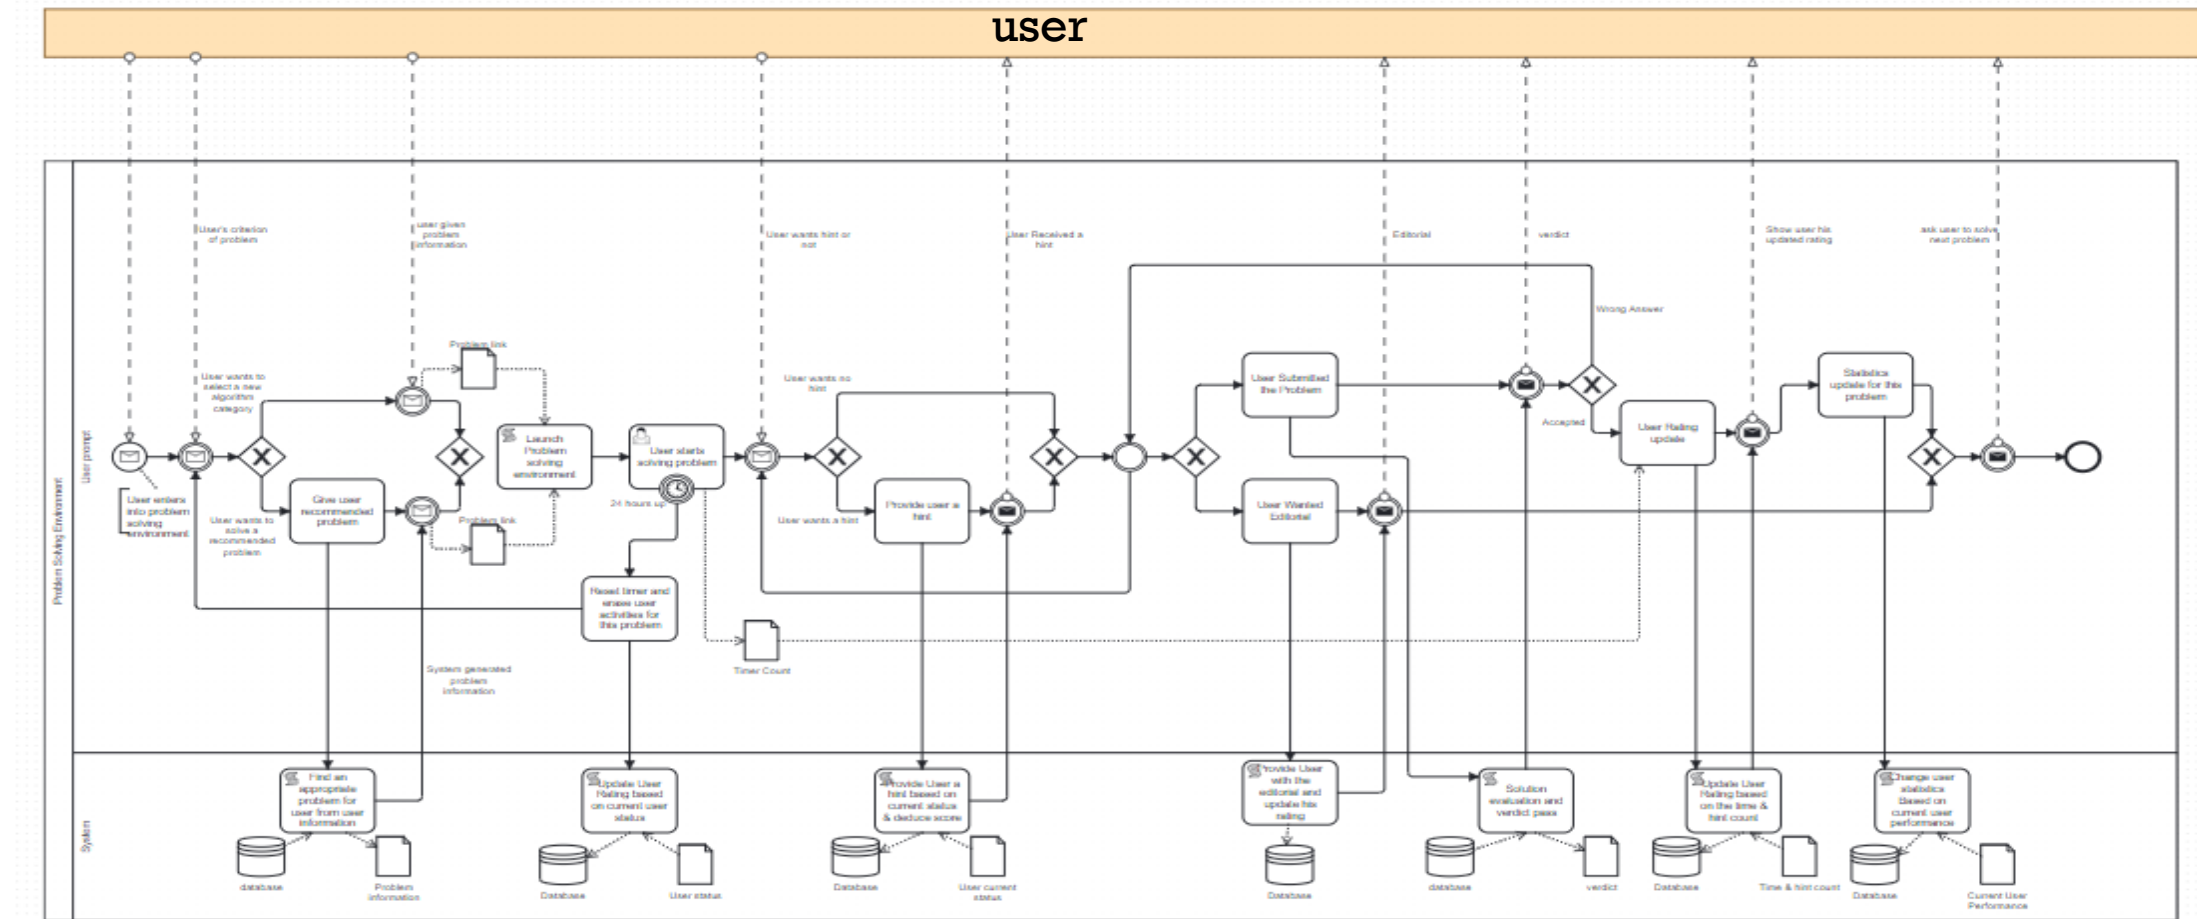 user
User's criterion
of problem
user given
problem
information
User wants hint or
not
User Received a
hint
Editorial
verdict
Show user his
updated rating
ask user to solve
next problem
Wrong Answer
Problem link
User wants to
select a new
algorithm
category
User wants no
hint
User Submitted
the Problem
Statistics
update for this
problem
Accepted
User Rating
update
Launch
Problem
solving
environment
User starts
solving problem
User prompt
Problem Solving Environment
User enters
into problem
solving
environment
User wants to
solve a
recommended
problem
Give user
recommended
problem
Problem link
24 hours up
User wants a hint
Provide user a
hint
User Wanted
Editorial
Reset timer and
erase user
activities for
this problem
Timer Count
System generated
problem
information
System
Find an
appropriate
problem for
user from user
information
Update User
Rating based
on current user
status
Provide User a
hint based on
current status
& deduce score
Provide User
with the
editorial and
update his
rating
Solution
evaluation and
verdict pass
Update User
Rating based
on the time &
hint count
Change user
statistics
Based on
current user
performance
database
Problem
information
Database
User status
Database
User current
status
Database
database
verdict
Database
Time & hint count
Database
Current User
Performance